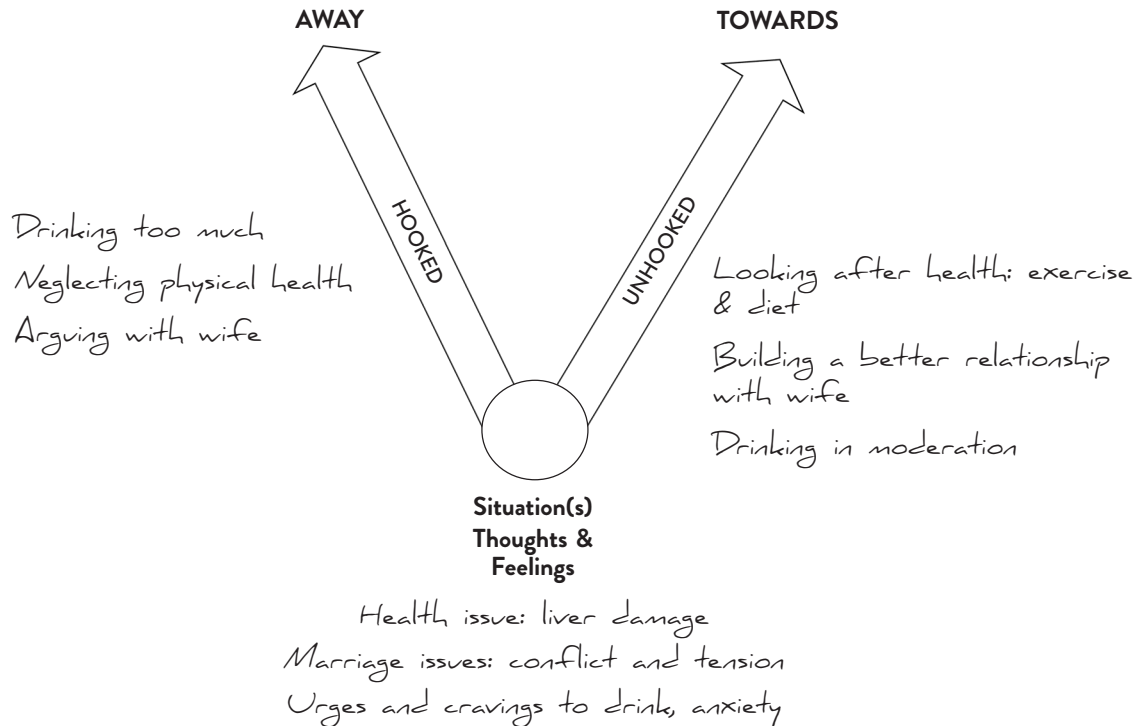 AWAY
TOWARDS
HOOKED
UNHOOKED
Drinking too much
Neglecting physical health
Arguing with wife
Looking after health: exercise
& diet
Building a better relationship
with wife
Drinking in moderation
Situation(s)
Thoughts &
Feelings
Health issue: liver damage
Marriage issues: conflict and tension
Urges and cravings to drink, anxiety